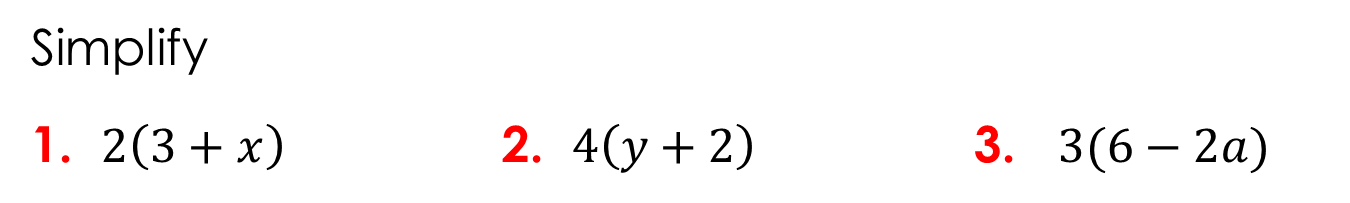 Simplify
1. 2(3 + x) 2. 4(y + 2) 3. 3(6 − 2a)